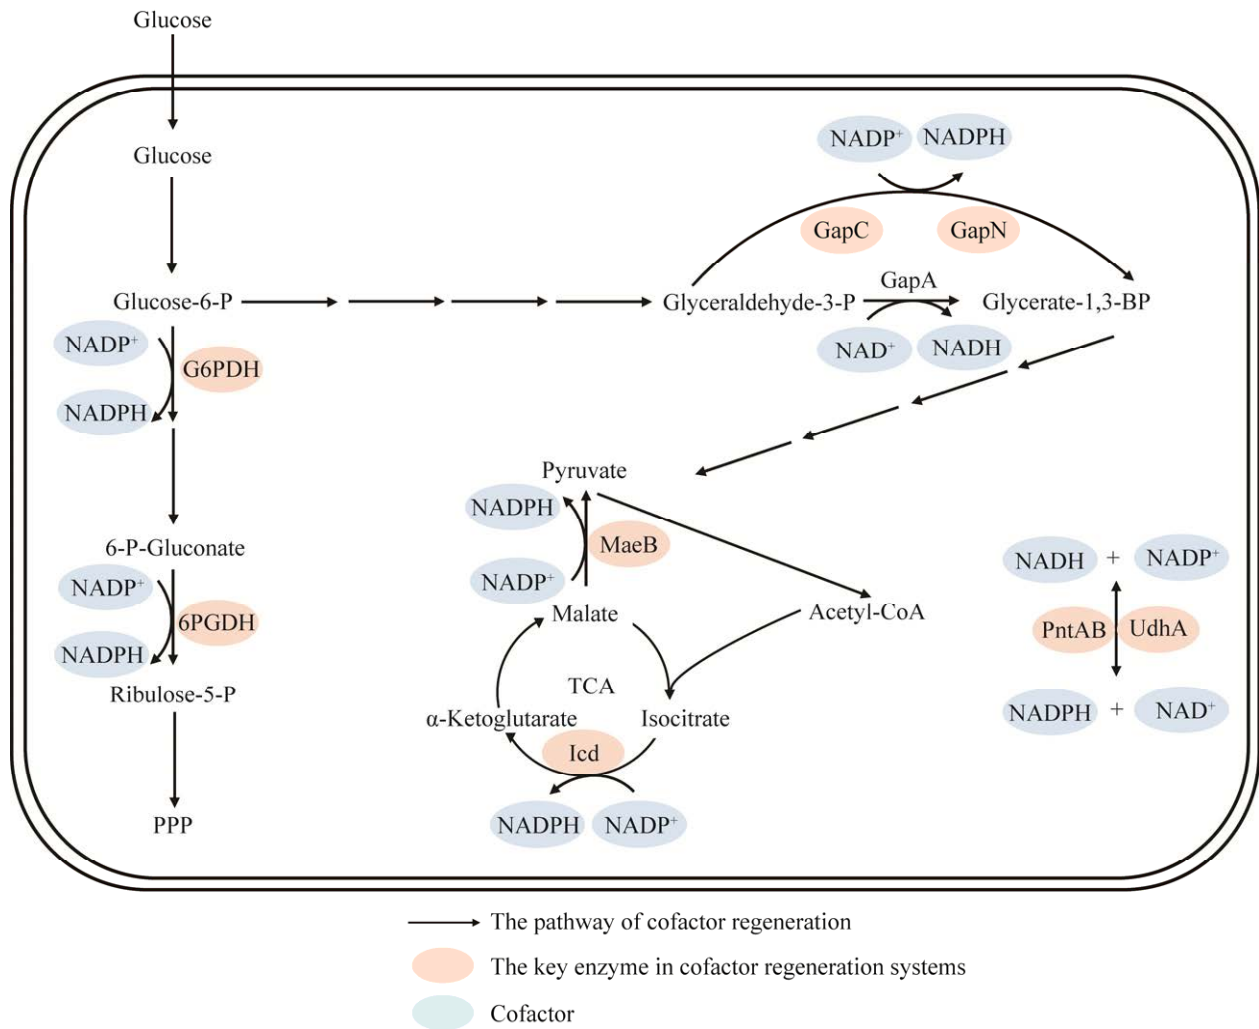 Glucose
Glucose
NADP⁺ NADPH
GapC GapN
Glucose-6-P Glyceraldehyde-3-P GapA Glycerate-1,3-BP
NAD⁺ NADH
NADP⁺
G6PDH
NADPH
Pyruvate
NADPH
MaeB
NADP⁺
Malate
Acetyl-CoA
6-P-Gluconate
NADP⁺
6PGDH
NADPH
Ribulose-5-P
PPP
TCA
α-Ketoglutarate Isocitrate
Icd
NADPH NADP⁺
NADH + NADP⁺
PntAB UdhA
NADPH + NAD⁺
The pathway of cofactor regeneration
The key enzyme in cofactor regeneration systems
Cofactor